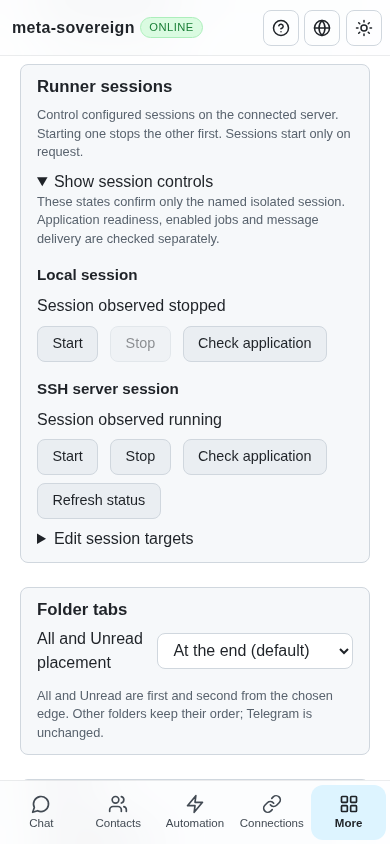 meta-sovereign ONLINE
Runner sessions
Control configured sessions on the connected server.
Starting one stops the other first. Sessions start only on
request.
Show session controls
These states confirm only the named isolated session.
Application readiness, enabled jobs and message
delivery are checked separately.
Local session
Session observed stopped
Start Stop Check application
SSH server session
Session observed running
Start Stop Check application
Refresh status
Edit session targets
Folder tabs
All and Unread
placement
At the end (default)
All and Unread are first and second from the chosen
edge. Other folders keep their order; Telegram is
unchanged.
Chat Contacts Automation Connections More